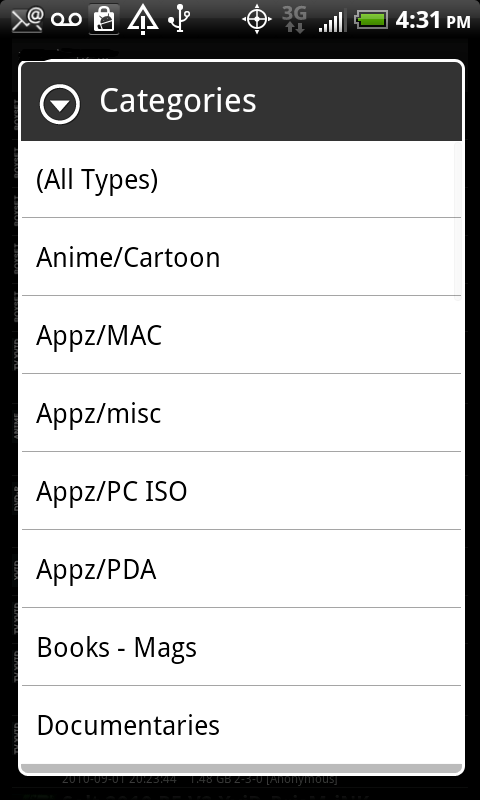 3G 4:31 PM
Categories
(All Types)
Anime/Cartoon
Appz/MAC
Appz/misc
Appz/PC ISO
Appz/PDA
Books - Mags
Documentaries
2010-09-01 20:23:44 1.48 GB 2-3-0 [Anonymous]